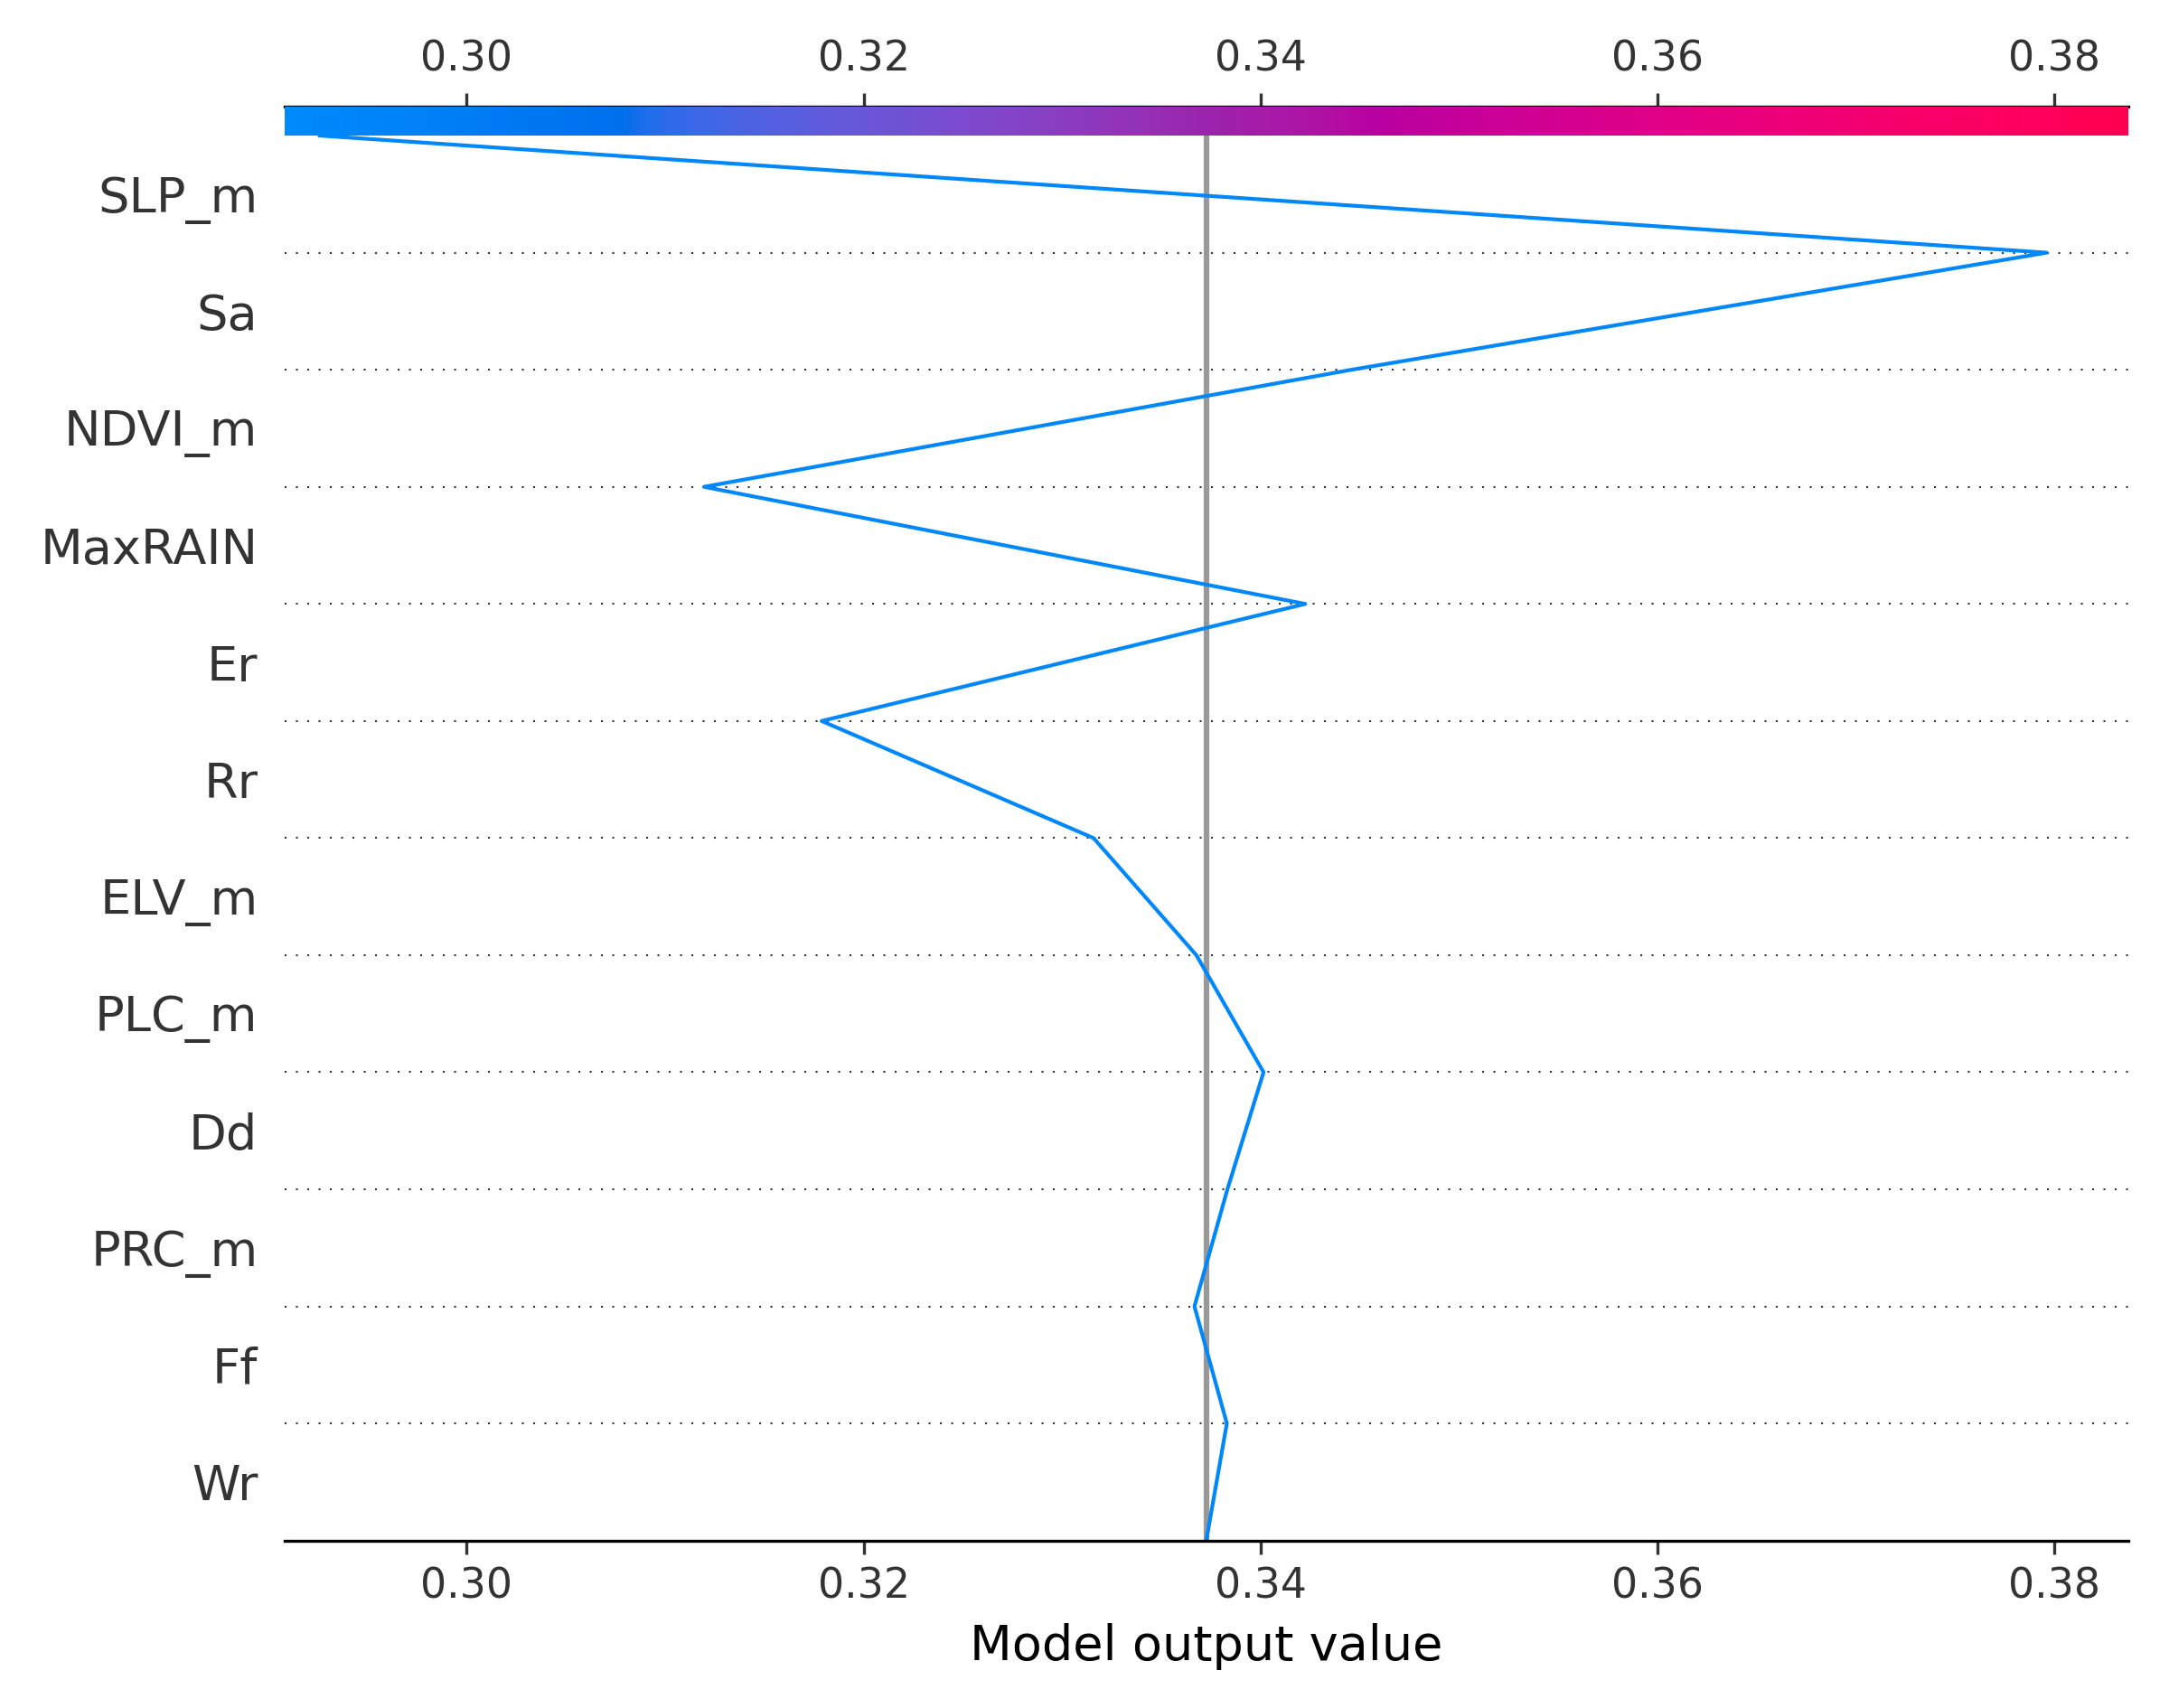 0.30 0.32 0.34 0.36 0.38
SLP_m
Sa
NDVI_m
MaxRAIN
Er
Rr
ELV_m
PLC_m
Dd
PRC_m
Ff
Wr
0.30 0.32 0.34 0.36 0.38
Model output value